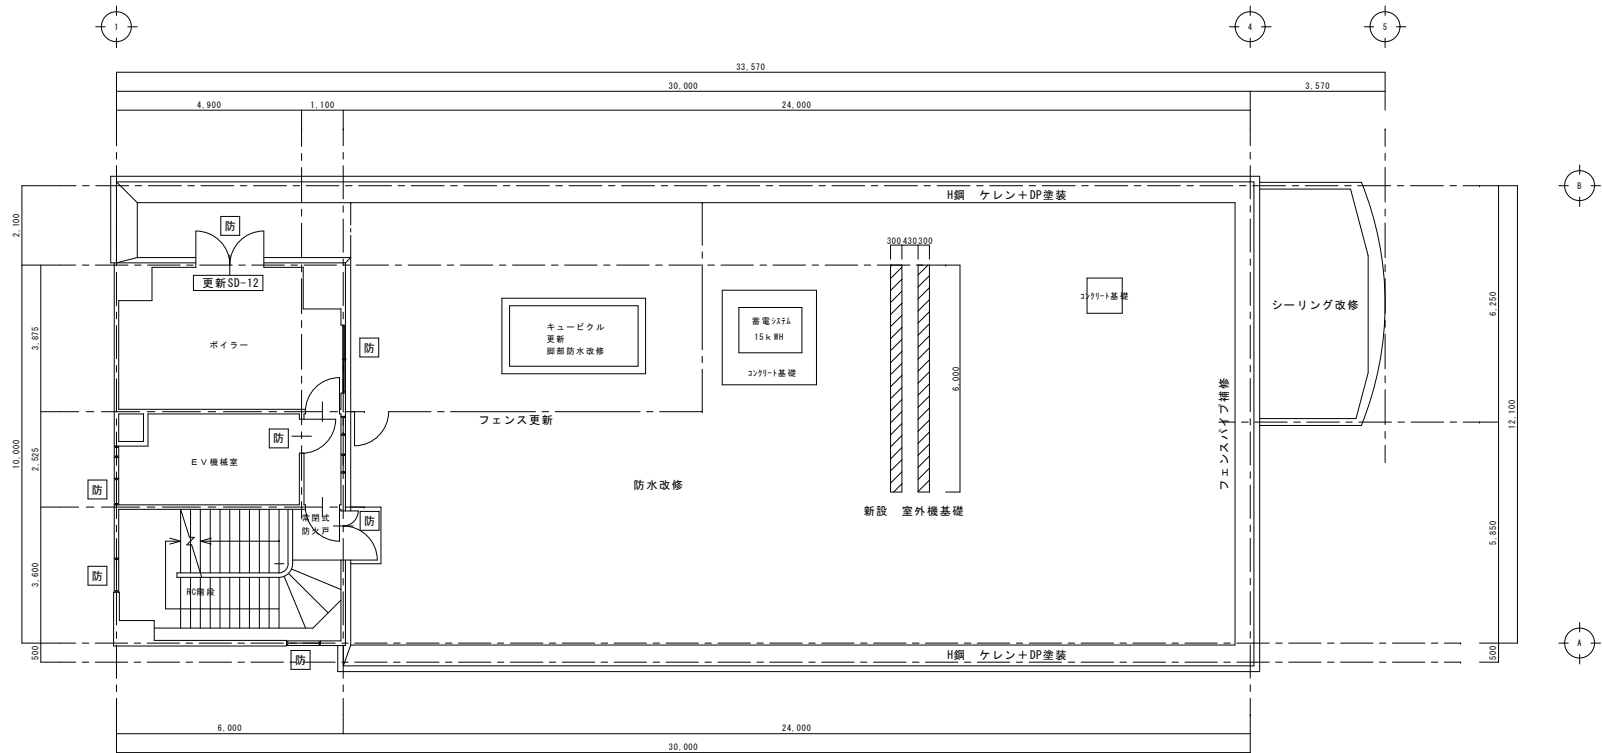 1
4
5
33,570
30,000
3,570
4,900
1,100
24,000
B
H鋼 ケレン＋DP塗装
2,100
防
300 430 300
更新SD-12
コンクリート基礎
シーリング改修
6,250
キュービクル
更新
脚部防水改修
蓄電システム
15kWH
コンクリート基礎
3,875
ボイラー
防
6,000
フェンスパイプ補修
12,100
フェンス更新
防
10,000
2,525
EV機械室
防
防水改修
新設 室外機基礎
常閉式
防火戸
防
5,850
3,600
防
RC階段
500
防
H鋼 ケレン＋DP塗装
500
A
6,000
24,000
30,000